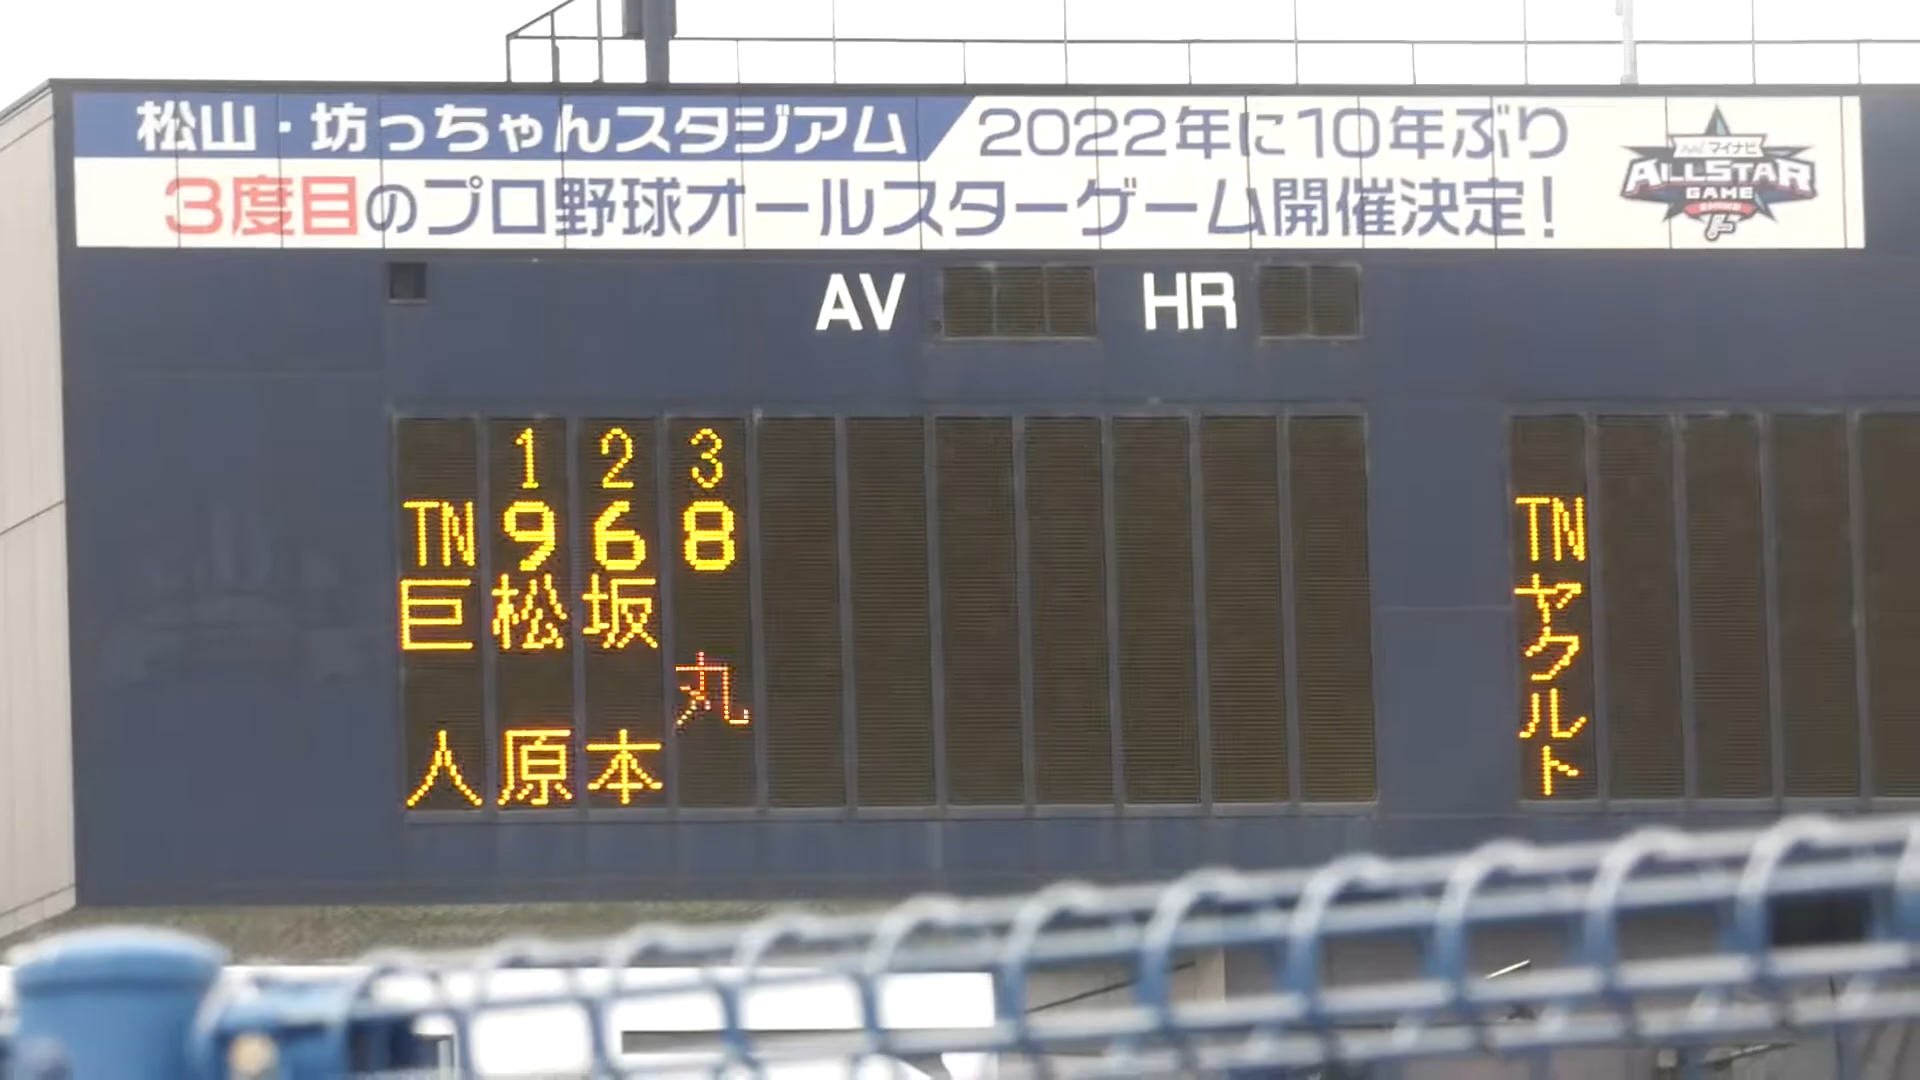 松山・坊っちゃんスタジアム 2022年に10年ぶり
3度目のプロ野球オールスターゲーム開催決定!
マイナビ
ALLSTAR
GAME
AV HR
1 2 3
TN 9 6 8 TN
巨人 松原 坂本 丸 ヤクルト